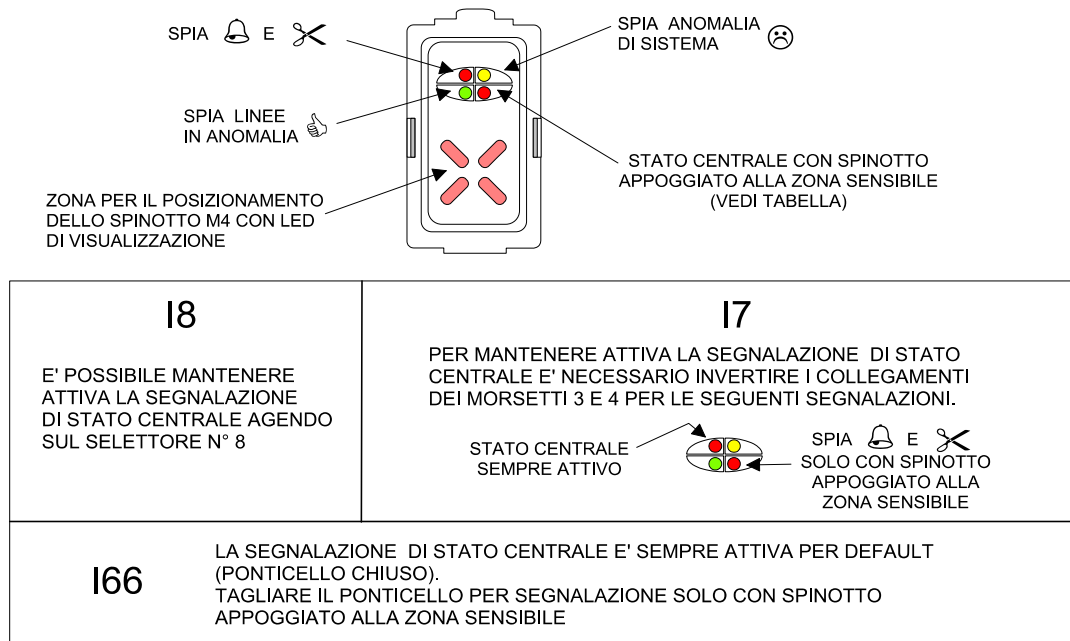 SPIA E
SPIA ANOMALIA
DI SISTEMA
SPIA LINEE
IN ANOMALIA
STATO CENTRALE CON SPINOTTO
APPOGGIATO ALLA ZONA SENSIBILE
(VEDI TABELLA)
ZONA PER IL POSIZIONAMENTO
DELLO SPINOTTO M4 CON LED
DI VISUALIZZAZIONE
I8
E' POSSIBILE MANTENERE
ATTIVA LA SEGNALAZIONE
DI STATO CENTRALE AGENDO
SUL SELETTORE N° 8
I7
PER MANTENERE ATTIVA LA SEGNALAZIONE DI STATO
CENTRALE E' NECESSARIO INVERTIRE I COLLEGAMENTI
DEI MORSETTI 3 E 4 PER LE SEGUENTI SEGNALAZIONI.
STATO CENTRALE
SEMPRE ATTIVO
SPIA E
SOLO CON SPINOTTO
APPOGGIATO ALLA
ZONA SENSIBILE
I66
LA SEGNALAZIONE DI STATO CENTRALE E' SEMPRE ATTIVA PER DEFAULT
(PONTICELLO CHIUSO).
TAGLIARE IL PONTICELLO PER SEGNALAZIONE SOLO CON SPINOTTO
APPOGGIATO ALLA ZONA SENSIBILE